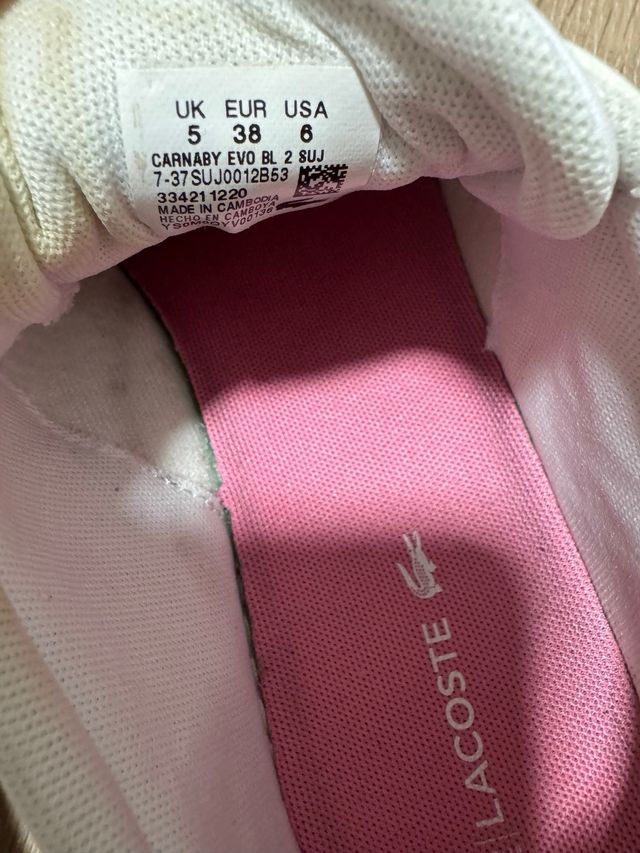 UK EUR USA
5 38 6
CARNABY EVO BL 2 SUJ
7-37SUJ0012B53
334211220
MADE IN CAMBODIA
HECHO EN CAMBOYA
LACOSTE